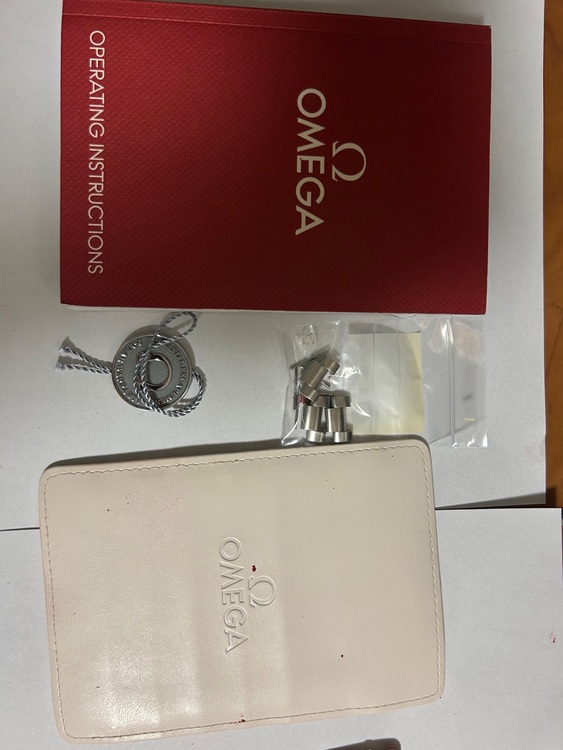 Ω
OMEGA
OPERATING INSTRUCTIONS
Ω
OMEGA